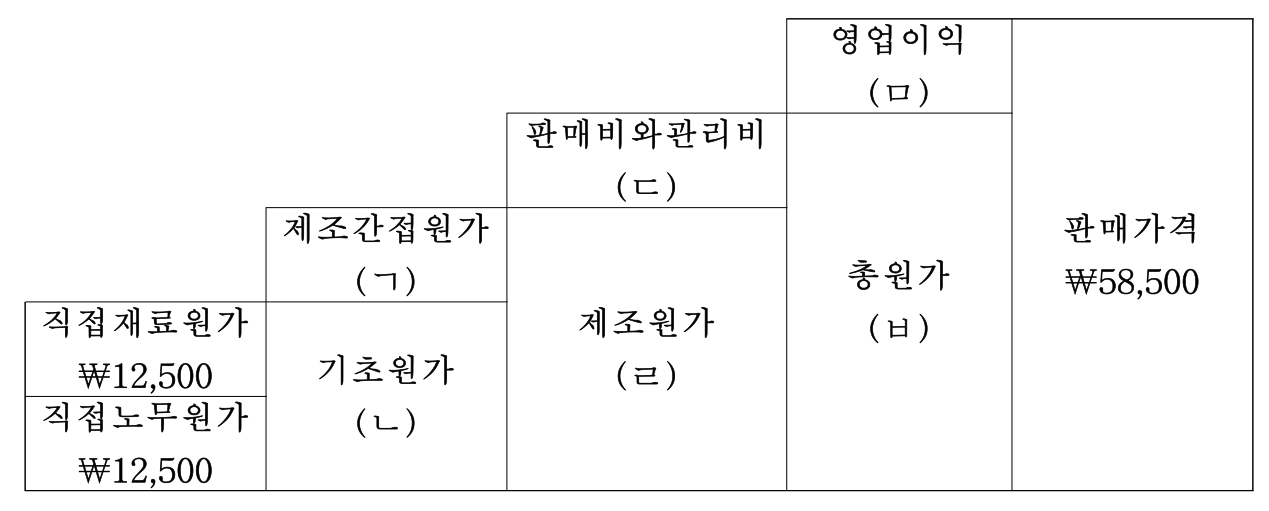 영업이익
(ㅁ)
판매비와관리비
(ㄷ)
제조간접원가
(ㄱ)
직접재료원가
₩12,500
직접노무원가
₩12,500
기초원가
(ㄴ)
제조원가
(ㄹ)
총원가
(ㅂ)
판매가격
₩58,500